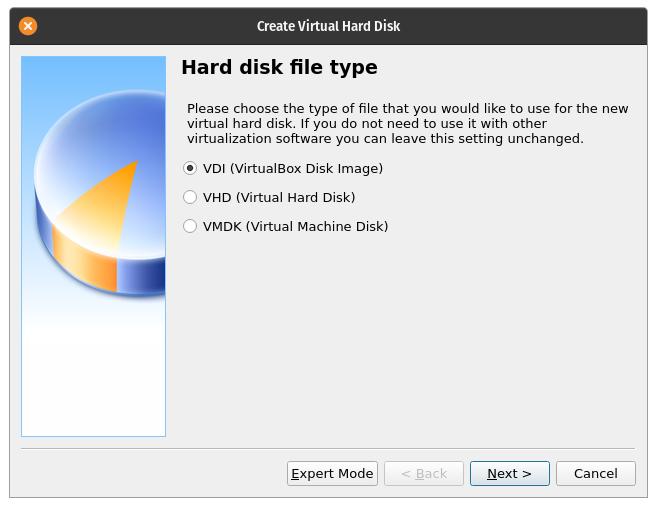 Create Virtual Hard Disk
Hard disk file type
Please choose the type of file that you would like to use for the new
virtual hard disk. If you do not need to use it with other
virtualization software you can leave this setting unchanged.
VDI (VirtualBox Disk Image)
VHD (Virtual Hard Disk)
VMDK (Virtual Machine Disk)
Expert Mode < Back Next > Cancel